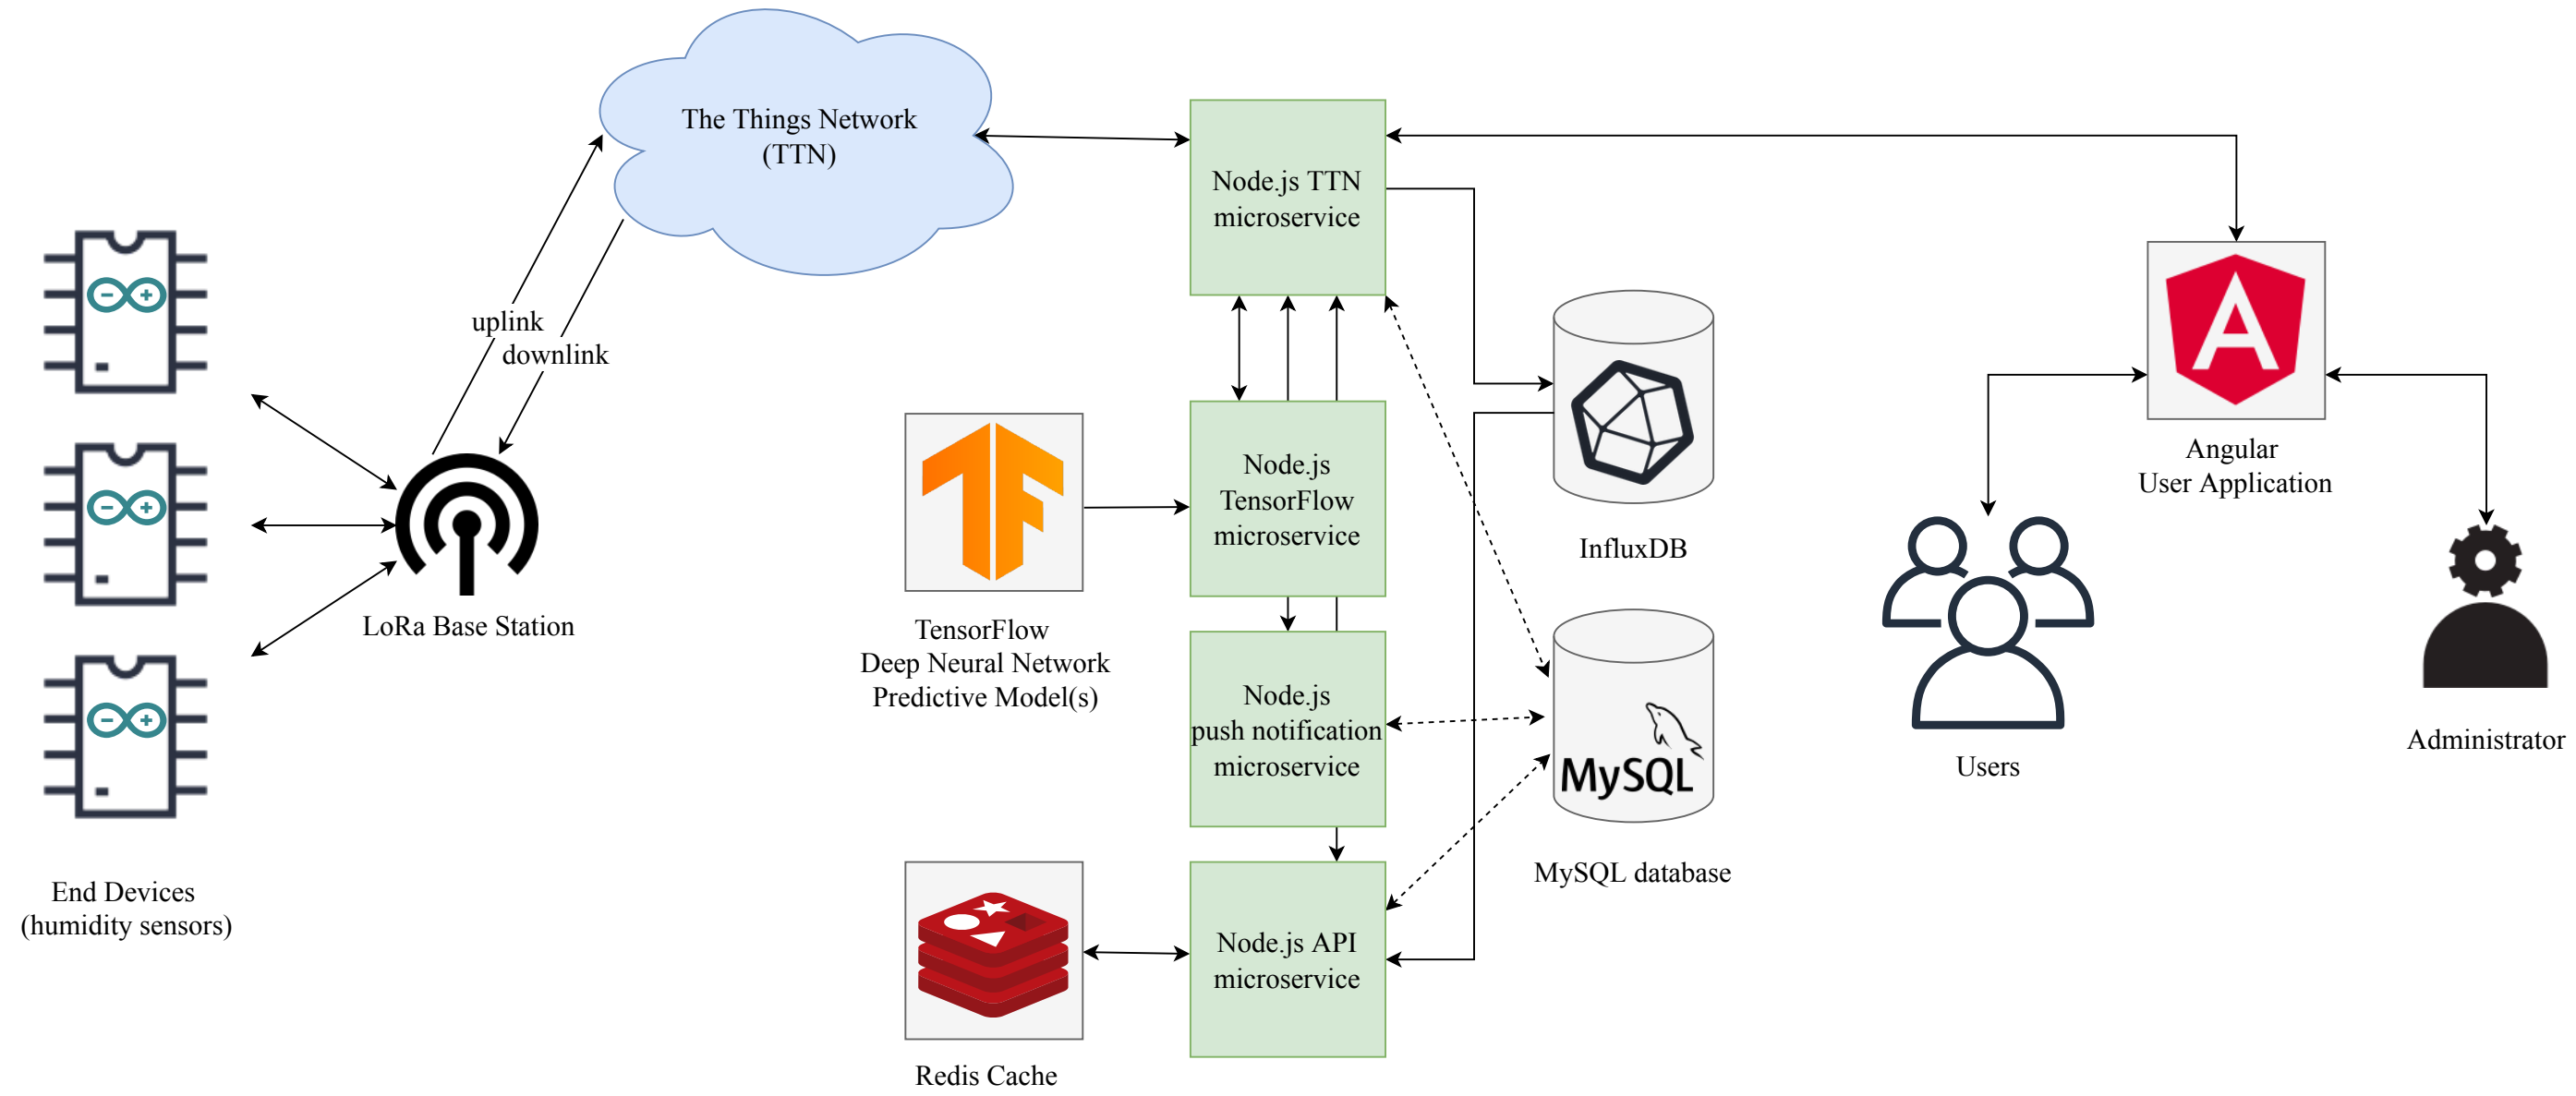 The Things Network
(TTN)
uplink
downlink
LoRa Base Station
End Devices
(humidity sensors)
Node.js TTN
microservice
Node.js
TensorFlow
microservice
Node.js
push notification
microservice
Node.js API
microservice
TensorFlow
Deep Neural Network
Predictive Model(s)
Redis Cache
InfluxDB
MySQL
MySQL database
Angular
User Application
Users
Administrator